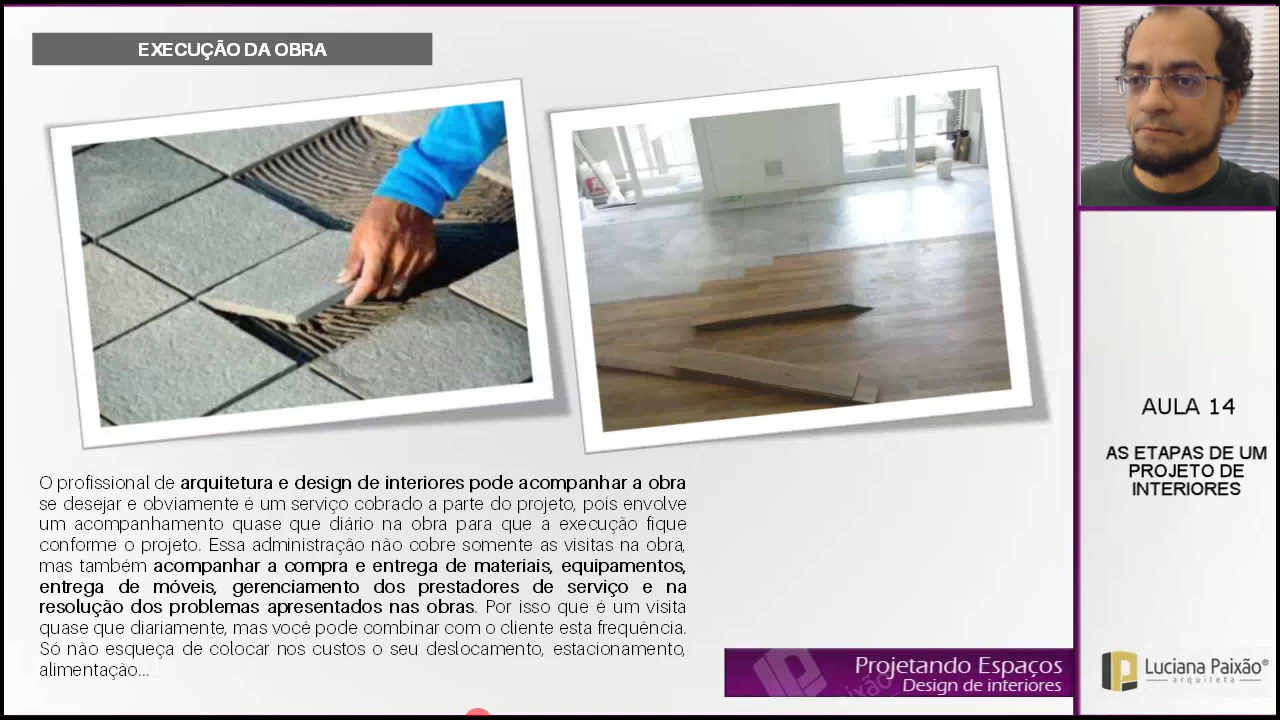 EXECUÇÃO DA OBRA
O profissional de arquitetura e design de interiores pode acompanhar a obra
se desejar e obviamente é um serviço cobrado a parte do projeto, pois envolve
um acompanhamento quase que diário na obra para que a execução fique
conforme o projeto. Essa administração não cobre somente as visitas na obra,
mas também acompanhar a compra e entrega de materiais, equipamentos,
entrega de móveis, gerenciamento dos prestadores de serviço e na
resolução dos problemas apresentados nas obras. Por isso que é um visita
quase que diariamente, mas você pode combinar com o cliente esta frequência.
Só não esqueça de colocar nos custos o seu deslocamento, estacionamento,
alimentação...
Projetando Espaços
Design de interiores
AULA 14
AS ETAPAS DE UM
PROJETO DE
INTERIORES
Luciana Paixão®
arquiteta